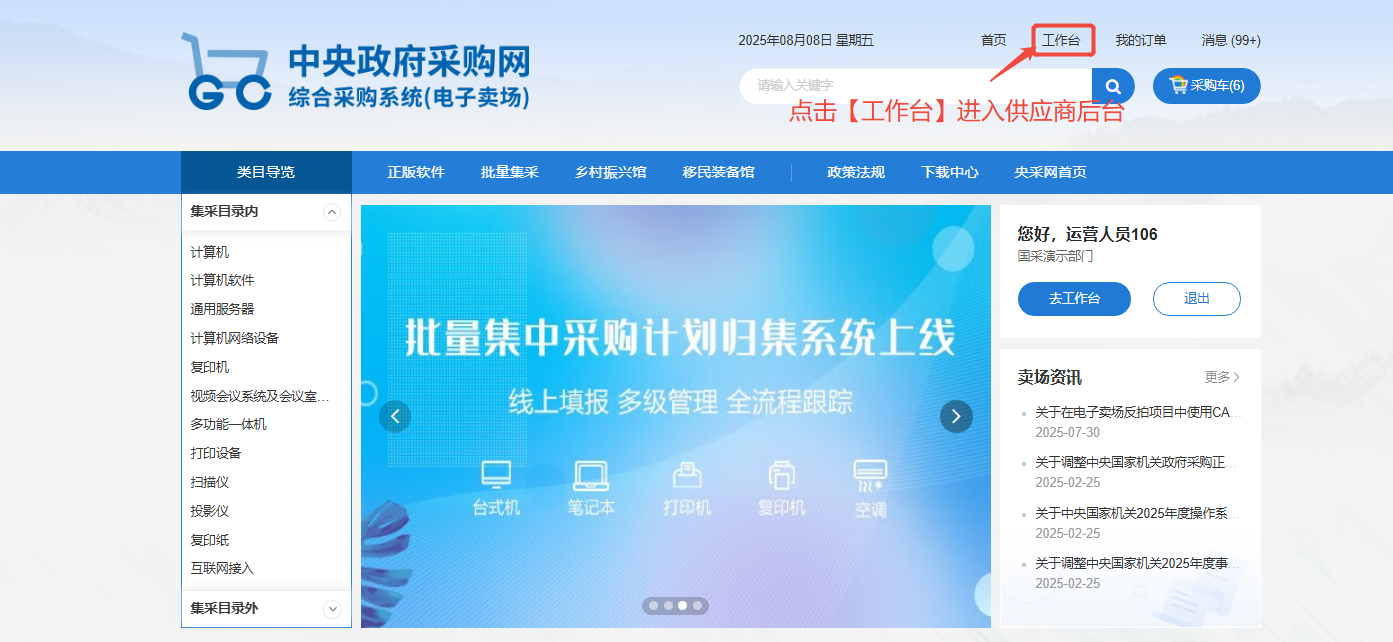 中央政府采购网
综合采购系统(电子卖场)
2025年08月08日 星期五
首页
工作台
我的订单
消息 (99+)
请输入关键字
采购车(6)
点击【工作台】进入供应商后台
类目导览
正版软件
批量集采
乡村振兴馆
移民装备馆
政策法规
下载中心
央采网首页
集采目录内
计算机
计算机软件
通用服务器
计算机网络设备
复印机
视频会议系统及会议室...
多功能一体机
打印设备
扫描仪
投影仪
复印纸
互联网接入
集采目录外
批量集中采购计划归集系统上线
线上填报 多级管理 全流程跟踪
台式机
笔记本
打印机
复印机
空调
您好，运营人员106
国采演示部门
去工作台
退出
卖场资讯
更多
关于在电子卖场反拍项目中使用CA...
2025-07-30
关于调整中央国家机关政府采购正...
2025-02-25
关于中央国家机关2025年度操作系...
2025-02-25
关于调整中央国家机关2025年度事...
2025-02-25